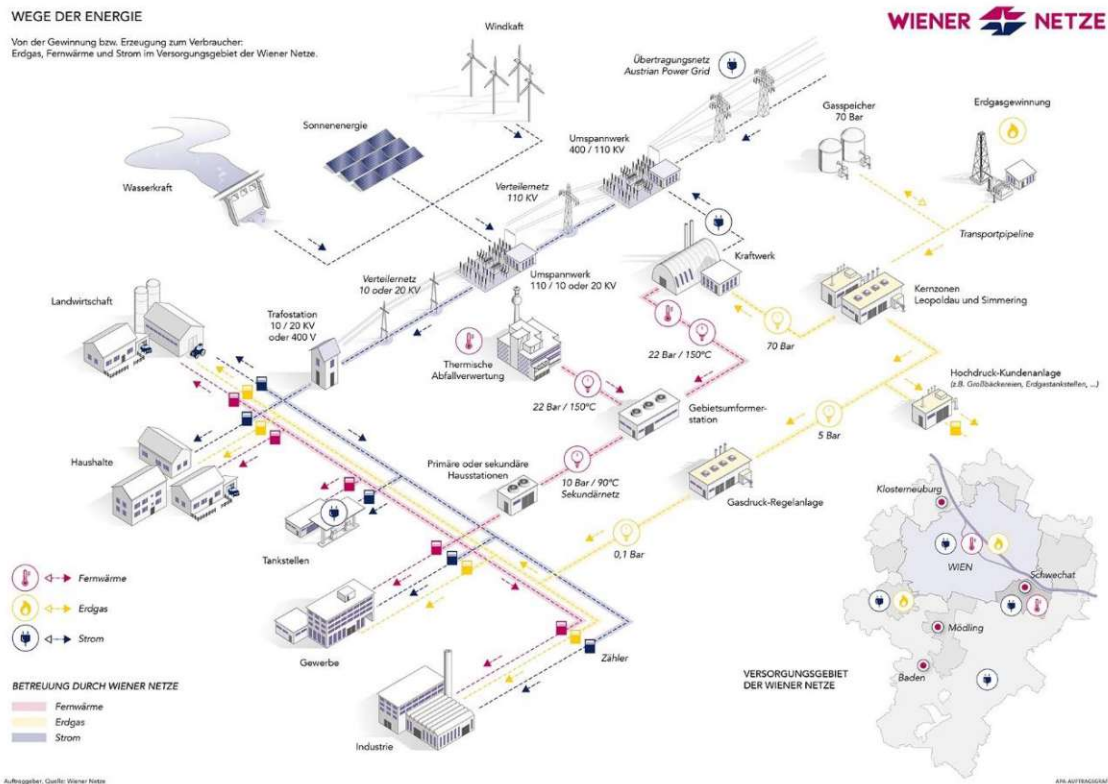 WEGE DER ENERGIE
Von der Gewinnung bzw. Erzeugung zum Verbraucher:
Erdgas, Fernwärme und Strom im Versorgungsgebiet der Wiener Netze.
WIENER NETZE
Windkaft
Übertragungsnetz
Austrian Power Grid
Gasspeicher
70 Bar
Erdgasgewinnung
Sonnenenergie
Umspannwerk
400 / 110 KV
Wasserkraft
Verteilernetz
110 KV
Transportpipeline
Kraftwerk
Verteilernetz
10 oder 20 KV
Umspannwerk
110 / 10 oder 20 KV
Kernzonen
Leopoldau und Simmering
Landwirtschaft
Trafostation
10 / 20 KV
oder 400 V
Thermische
Abfallverwertung
22 Bar / 150°C
70 Bar
Hochdruck-Kundenanlage
(z.B. Großbäckereien, Erdgastankstellen, ...)
22 Bar / 150°C
Gebietsumformer-
station
5 Bar
Haushalte
Primäre oder sekundäre
Hausstationen
10 Bar / 90°C
Sekundärnetz
Gasdruck-Regelanlage
Klosterneuburg
Tankstellen
0,1 Bar
WIEN
Schwechat
Fernwärme
Erdgas
Strom
Mödling
Gewerbe
Zähler
Baden
VERSORGUNGSGEBIET
DER WIENER NETZE
BETREUUNG DURCH WIENER NETZE
Fernwärme
Erdgas
Strom
Industrie
Auftraggeber, Quelle: Wiener Netze
APA-AUFTRAGSGRAFIK